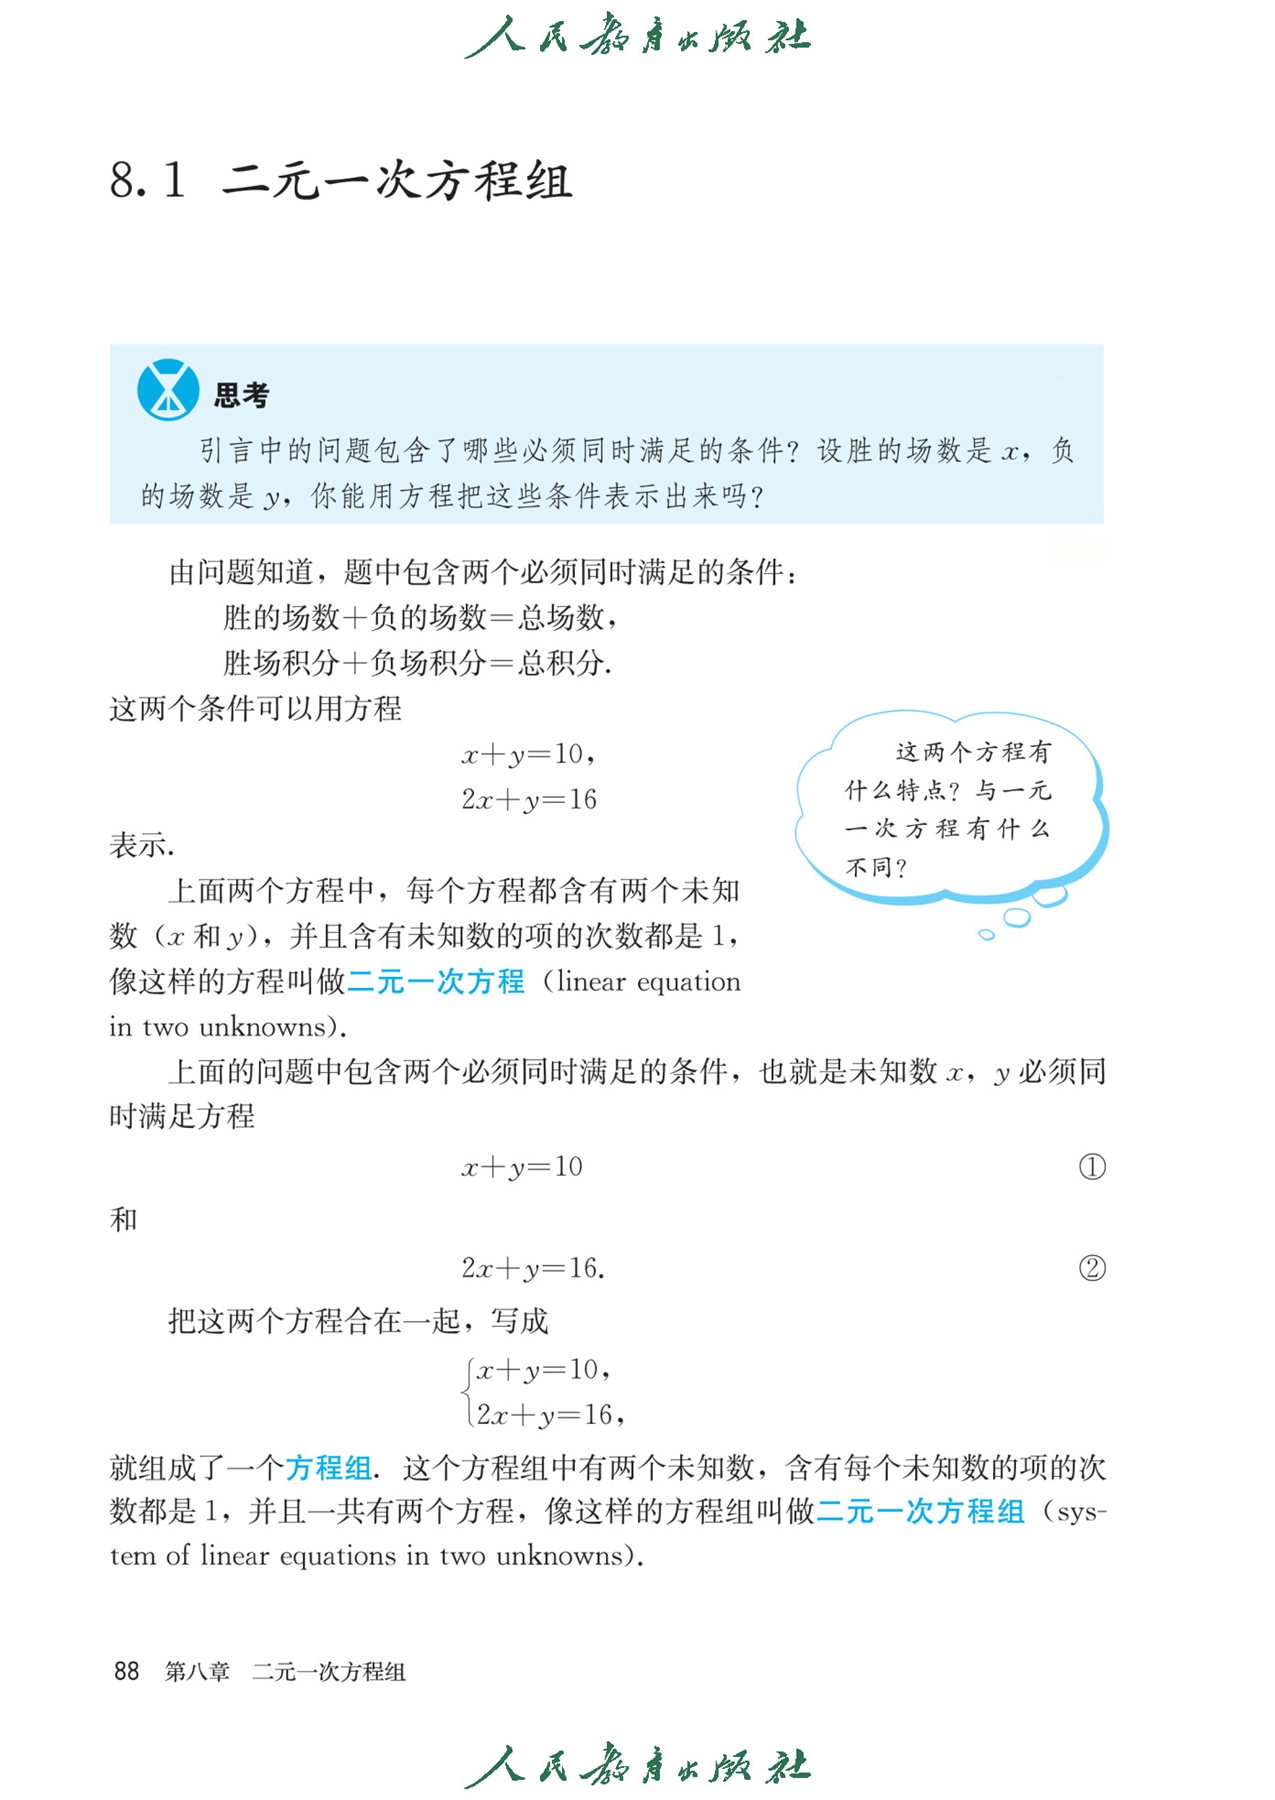 人民教育出版社
8.1 二元一次方程组
思考
引言中的问题包含了哪些必须同时满足的条件？设胜的场数是 x，负
的场数是 y，你能用方程把这些条件表示出来吗？
由问题知道，题中包含两个必须同时满足的条件：
胜的场数＋负的场数＝总场数，
胜场积分＋负场积分＝总积分.
这两个条件可以用方程
x＋y＝10，
2x＋y＝16
表示.
这两个方程有
什么特点？与一元
一次方程有什么
不同？
上面两个方程中，每个方程都含有两个未知
数（x 和 y），并且含有未知数的项的次数都是 1，
像这样的方程叫做二元一次方程（linear equation
in two unknowns）.
上面的问题中包含两个必须同时满足的条件，也就是未知数 x，y 必须同
时满足方程
x＋y＝10 ①
和
2x＋y＝16. ②
把这两个方程合在一起，写成
x＋y＝10，
2x＋y＝16，
就组成了一个方程组. 这个方程组中有两个未知数，含有每个未知数的项的次
数都是 1，并且一共有两个方程，像这样的方程组叫做二元一次方程组（sys-
tem of linear equations in two unknowns）.
88 第八章 二元一次方程组
人民教育出版社